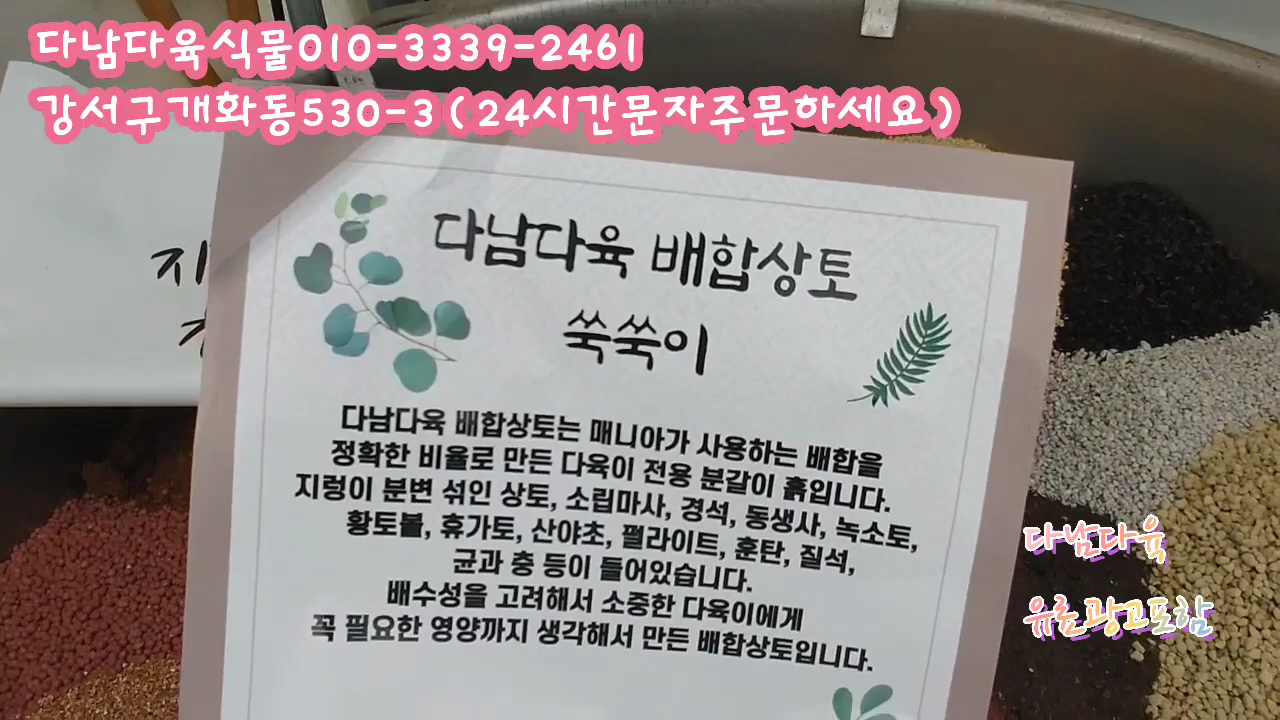 다남다육식물010-3339-2461
강서구개화동530-3(24시간문자주문하세요)
다남다육 배합상토
쑥쑥이
다남다육 배합상토는 매니아가 사용하는 배합을
정확한 비율로 만든 다육이 전용 분갈이 흙입니다.
지렁이 분변 섞인 상토, 소립마사, 경석, 동생사, 녹소토,
황토볼, 휴가토, 산야초, 펄라이트, 훈탄, 질석,
균과 충 등이 들어있습니다.
배수성을 고려해서 소중한 다육이에게
꼭 필요한 영양까지 생각해서 만든 배합상토입니다.
다남다육
유료광고포함